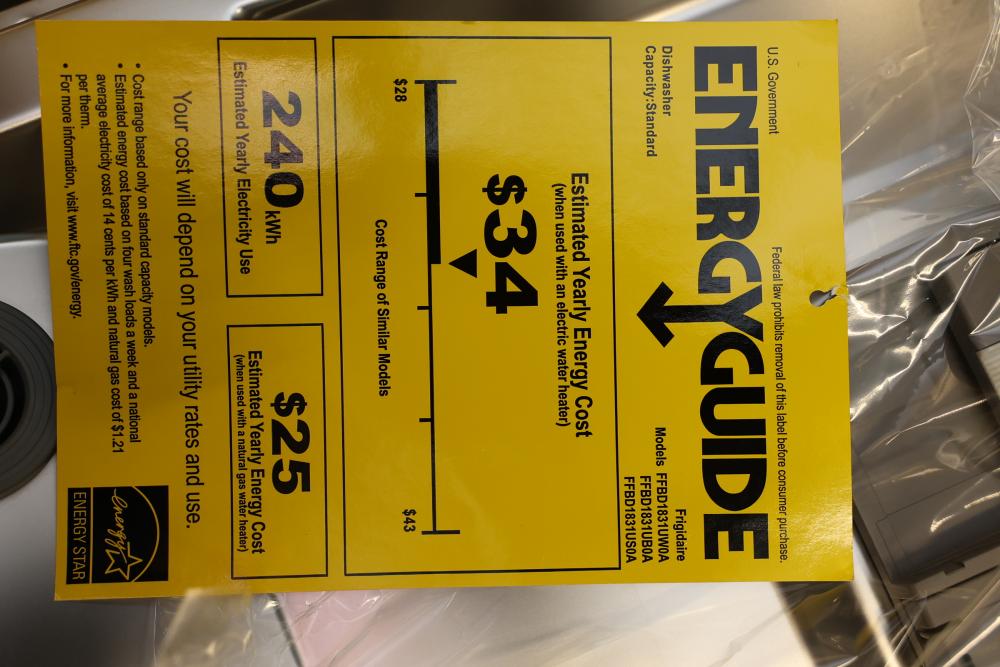 U.S. Government
Federal law prohibits removal of this label before consumer purchase.
ENERGYGUIDE
Dishwasher
Capacity:Standard
Frigidaire
Models FFBD1831UW0A
FFBD1831UB0A
FFBD1831US0A
Estimated Yearly Energy Cost
(when used with an electric water heater)
$34
$28
$43
Cost Range of Similar Models
240 kWh
Estimated Yearly Electricity Use
$25
Estimated Yearly Energy Cost
(when used with a natural gas water heater)
Your cost will depend on your utility rates and use.
• Cost range based only on standard capacity models.
• Estimated energy cost based on four wash loads a week and a national
average electricity cost of 14 cents per kWh and natural gas cost of $1.21
per therm.
• For more information, visit www.ftc.gov/energy.
energy
ENERGY STAR